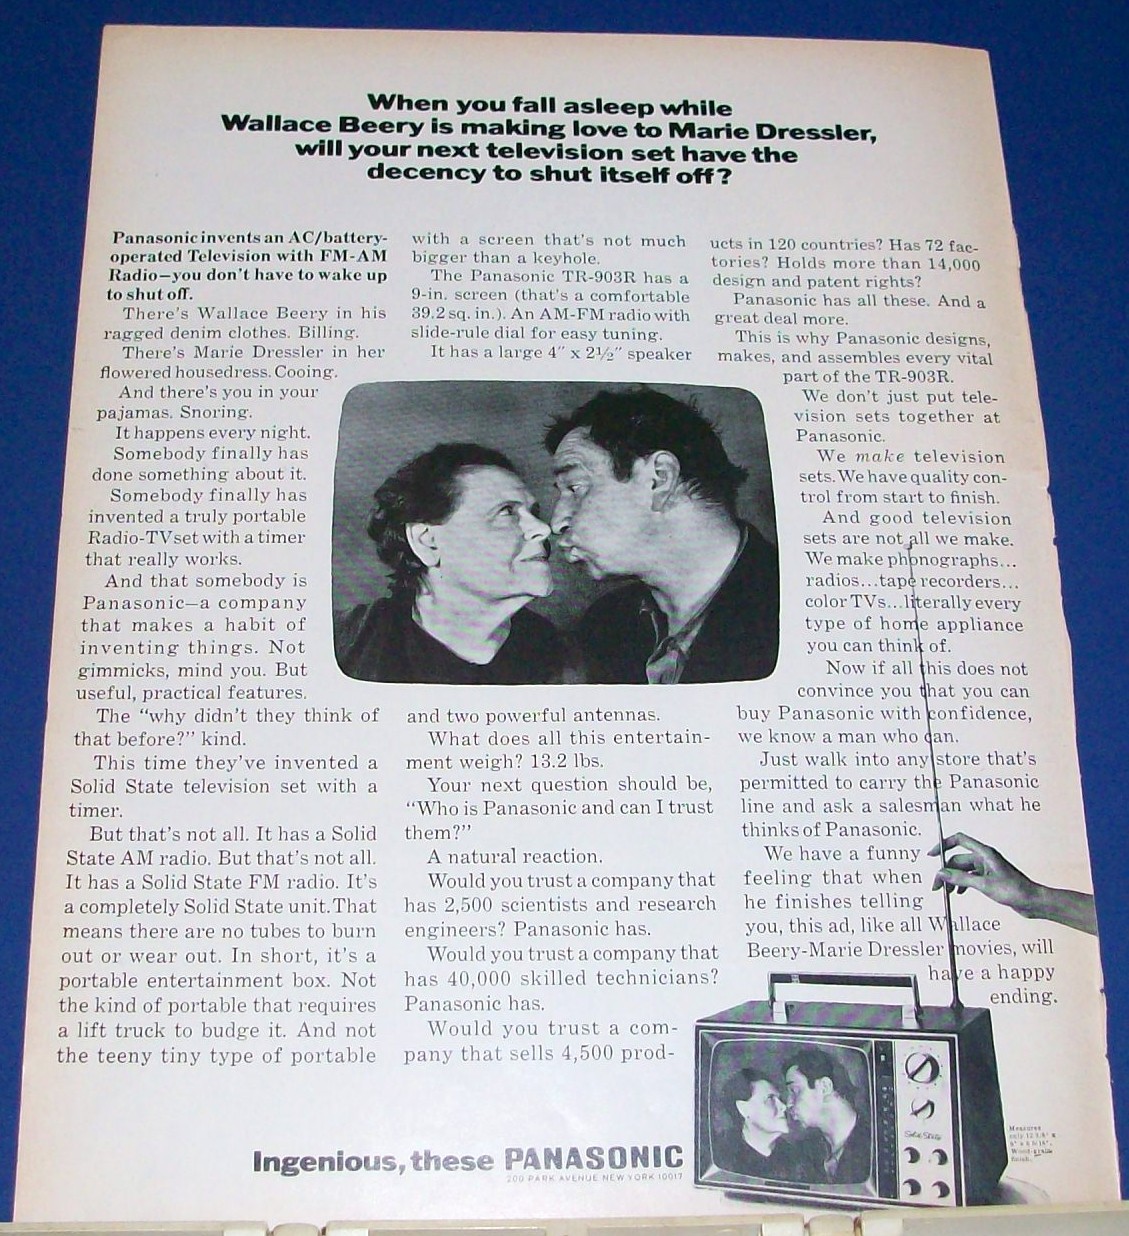 When you fall asleep while
Wallace Beery is making love to Marie Dressler,
will your next television set have the
decency to shut itself off?
Panasonic invents an AC/battery-
operated Television with FM-AM
Radio—you don't have to wake up
to shut off.
There's Wallace Beery in his
ragged denim clothes. Billing.
There's Marie Dressler in her
flowered housedress. Cooing.
And there's you in your
pajamas. Snoring.
It happens every night.
Somebody finally has
done something about it.
Somebody finally has
invented a truly portable
Radio-TV set with a timer
that really works.
And that somebody is
Panasonic—a company
that makes a habit of
inventing things. Not
gimmicks, mind you. But
useful, practical features.
The "why didn't they think of
that before?" kind.
This time they've invented a
Solid State television set with a
timer.
But that's not all. It has a Solid
State AM radio. But that's not all.
It has a Solid State FM radio. It's
a completely Solid State unit. That
means there are no tubes to burn
out or wear out. In short, it's a
portable entertainment box. Not
the kind of portable that requires
a lift truck to budge it. And not
the teeny tiny type of portable
with a screen that's not much
bigger than a keyhole.
The Panasonic TR-903R has a
9-in. screen (that's a comfortable
39.2 sq. in.). An AM-FM radio with
slide-rule dial for easy tuning.
It has a large 4" x 2½" speaker
and two powerful antennas.
What does all this entertain-
ment weigh? 13.2 lbs.
Your next question should be,
"Who is Panasonic and can I trust
them?"
A natural reaction.
Would you trust a company that
has 2,500 scientists and research
engineers? Panasonic has.
Would you trust a company that
has 40,000 skilled technicians?
Panasonic has.
Would you trust a com-
pany that sells 4,500 prod-
ucts in 120 countries? Has 72 fac-
tories? Holds more than 14,000
design and patent rights?
Panasonic has all these. And a
great deal more.
This is why Panasonic designs,
makes, and assembles every vital
part of the TR-903R.
We don't just put tele-
vision sets together at
Panasonic.
We make television
sets. We have quality con-
trol from start to finish.
And good television
sets are not all we make.
We make phonographs...
radios...tape recorders...
color TVs...literally every
type of home appliance
you can think of.
Now if all this does not
convince you that you can
buy Panasonic with confidence,
we know a man who can.
Just walk into any store that's
permitted to carry the Panasonic
line and ask a salesman what he
thinks of Panasonic.
We have a funny
feeling that when
he finishes telling
you, this ad, like all Wallace
Beery-Marie Dressler movies, will
have a happy
ending.
Solid State
Measures
only
Wood-grain
finish.
Ingenious, these PANASONIC
200 PARK AVENUE NEW YORK 10017